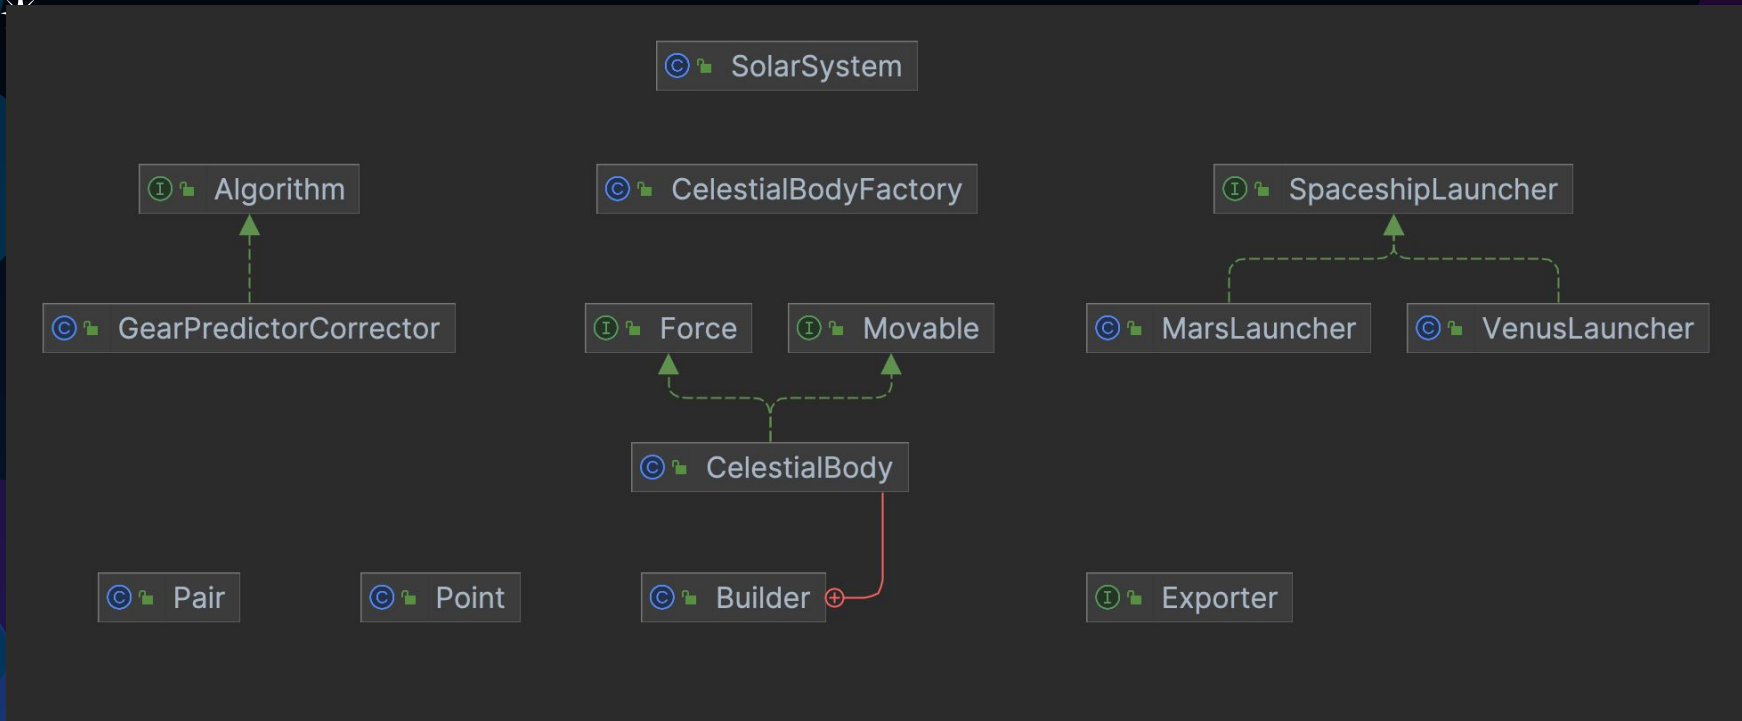 SolarSystem
Algorithm
CelestialBodyFactory
SpaceshipLauncher
GearPredictorCorrector
Force
Movable
MarsLauncher
VenusLauncher
CelestialBody
Pair
Point
Builder
Exporter